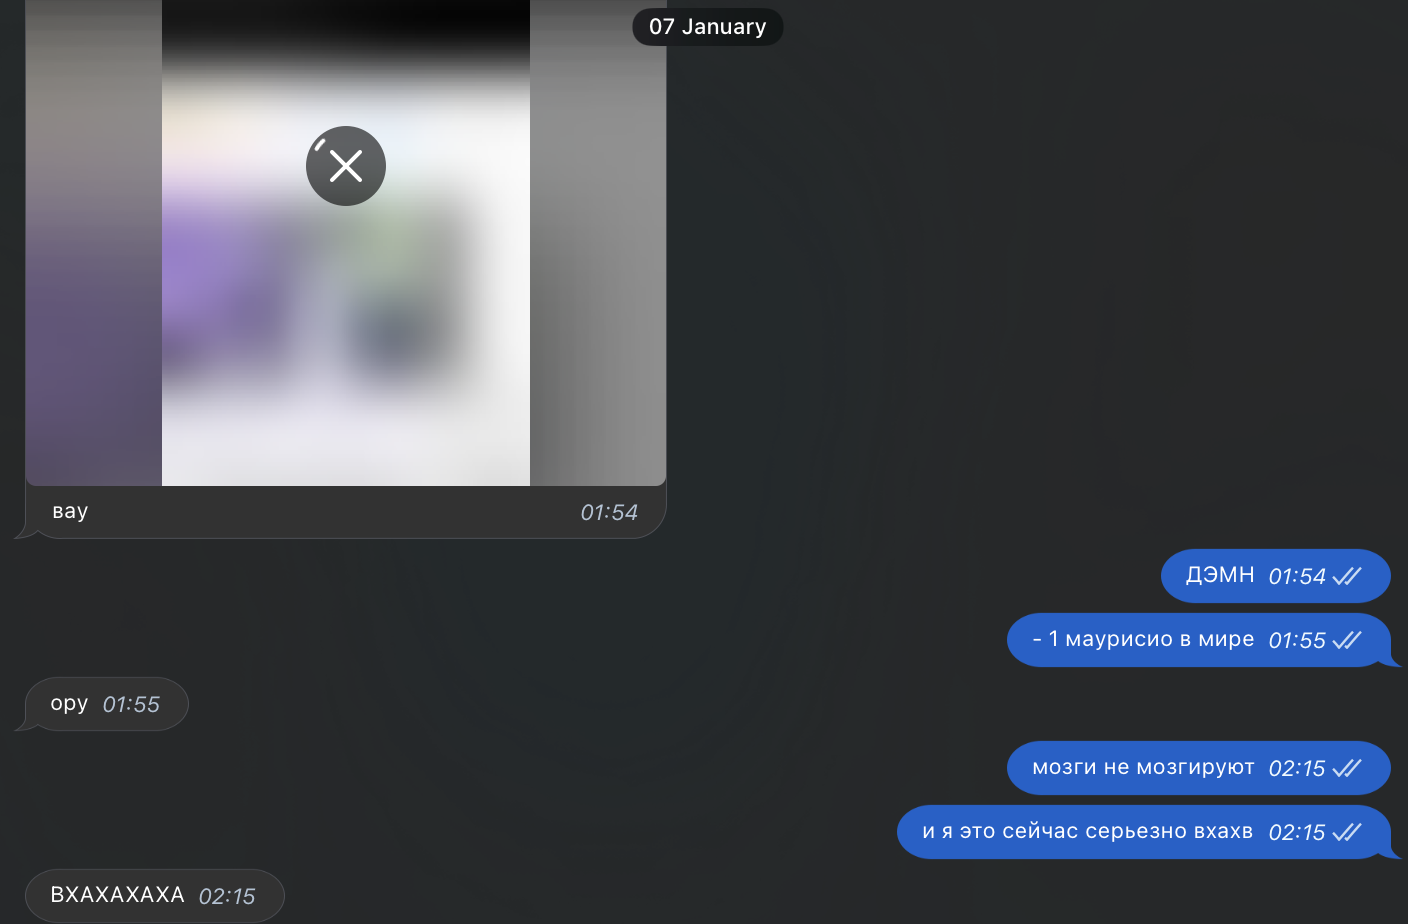 07 January
вау 01:54
ДЭМН 01:54
- 1 маурисио в мире 01:55
ору 01:55
мозги не мозгируют 02:15
и я это сейчас серьезно вхахв 02:15
ВХАХАХАХА 02:15